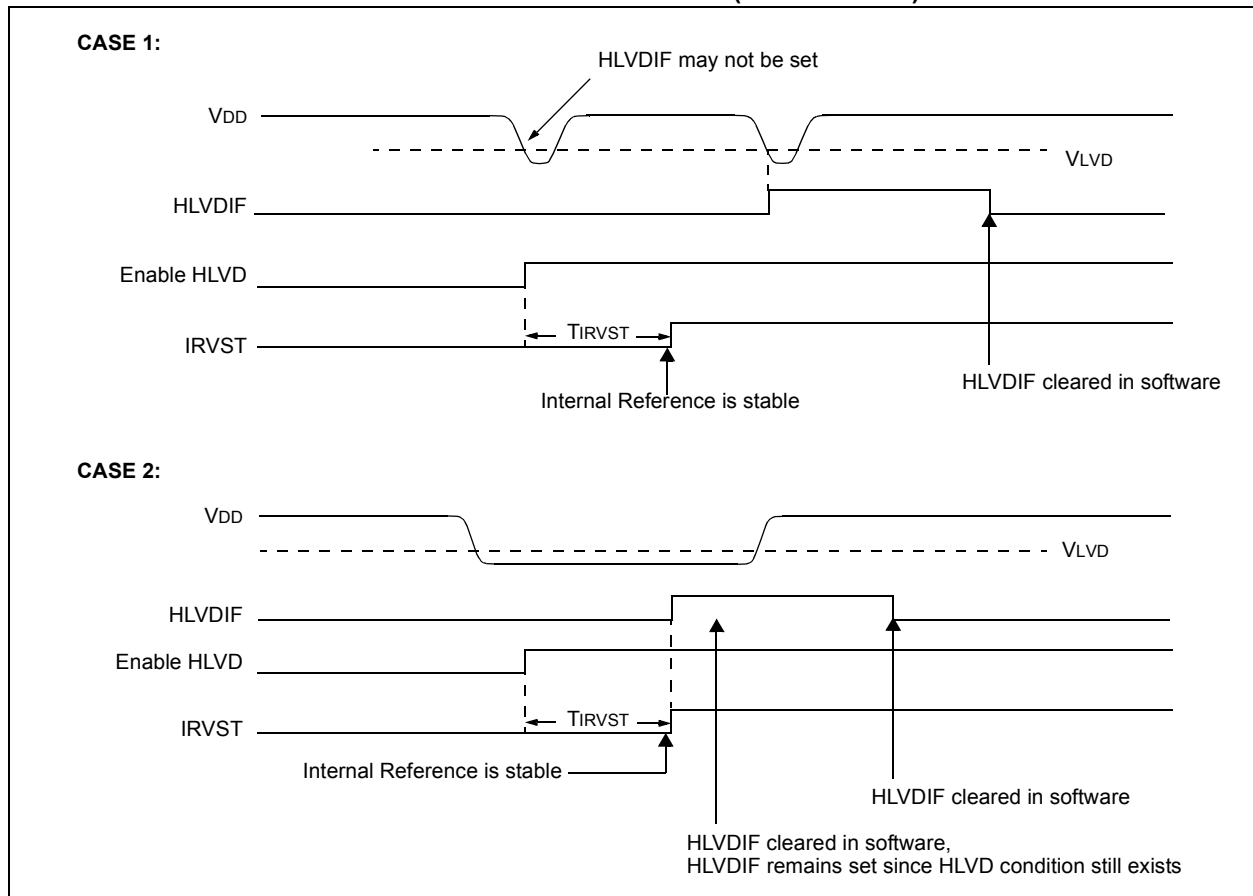 CASE 1:
HLVDIF may not be set
VDD
VLVD
HLVDIF
Enable HLVD
TIRVST
IRVST
HLVDIF cleared in software
Internal Reference is stable
CASE 2:
VDD
VLVD
HLVDIF
Enable HLVD
TIRVST
IRVST
Internal Reference is stable
HLVDIF cleared in software
HLVDIF cleared in software,
HLVDIF remains set since HLVD condition still exists